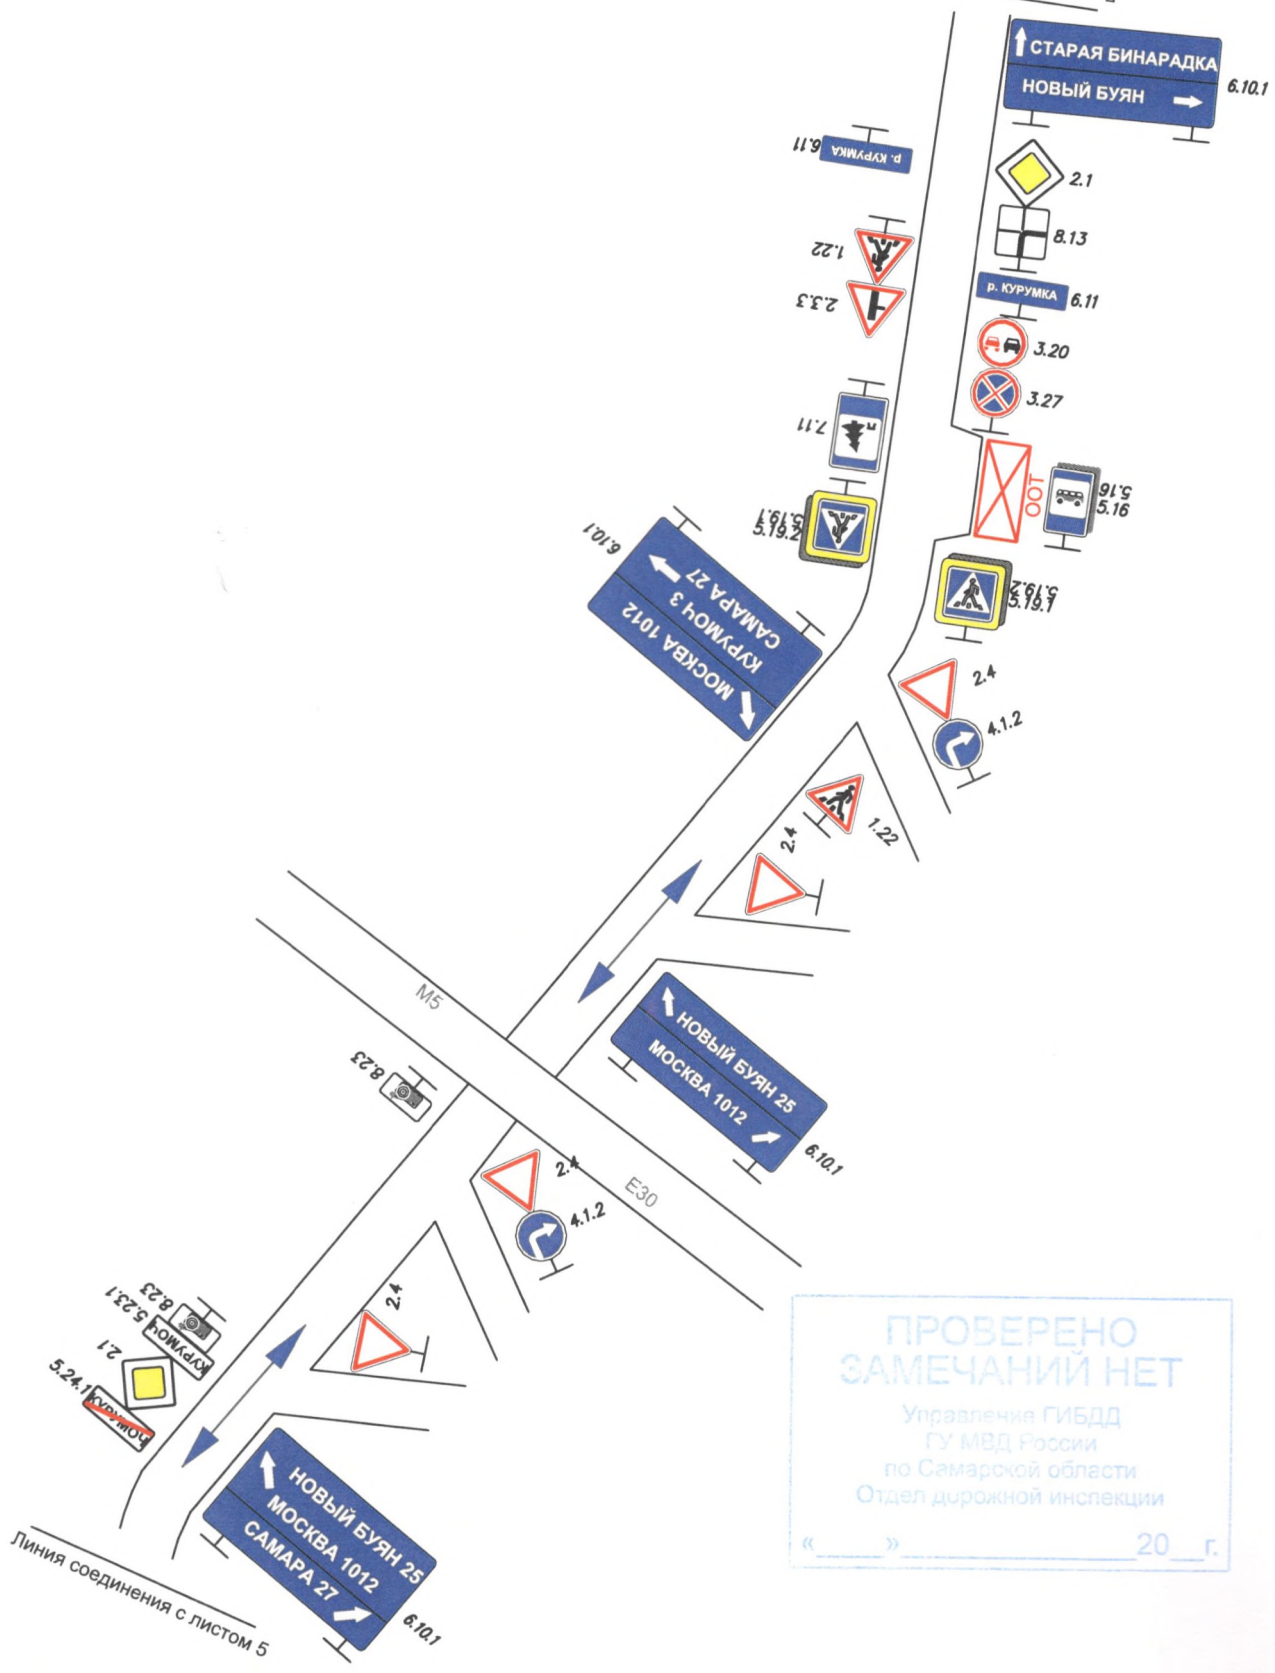 СТАРАЯ БИНАРАДКА
НОВЫЙ БУЯН
6.10.1
6.11
р. КУРУМКА
2.1
8.13
1.22
2.3.3
р. КУРУМКА
6.11
3.20
3.27
7.11
ООТ
5.16
5.16
5.19.1
5.19.2
5.19.2
5.19.1
6.10.1
МОСКВА 1012
КУРУМОЧ 3
САМАРА 27
2.4
4.1.2
1.22
2.4
М5
Е30
НОВЫЙ БУЯН 25
МОСКВА 1012
6.10.1
8.23
2.4
4.1.2
2.4
8.23
5.23.1
КУРУМОЧ
2.1
5.24.1
КУРУМОЧ
НОВЫЙ БУЯН 25
МОСКВА 1012
САМАРА 27
6.10.1
Линия соединения с листом 5
ПРОВЕРЕНО
ЗАМЕЧАНИЙ НЕТ
Управления ГИБДД
ГУ МВД России
по Самарской области
Отдел дорожной инспекции
«_____»_______________20__г.